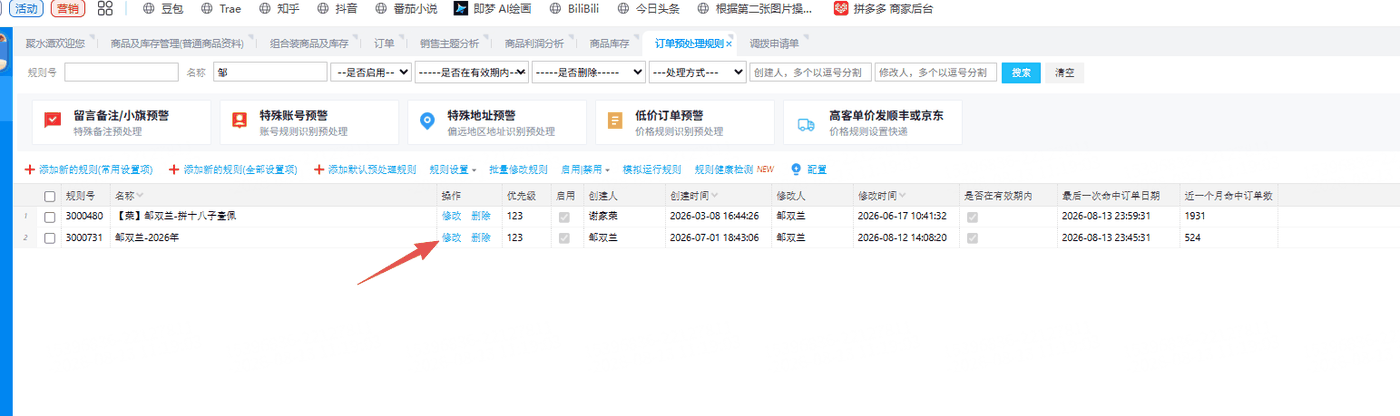 活动 营销 豆包 Trae 知乎 抖音 番茄小说 即梦 AI绘画 BiliBili 今日头条 根据第二张图片搡... 拼多多 商家后台
聚水潭欢迎您 商品及库存管理(普通商品资料) 组合装商品及库存 订单 销售主题分析 商品利润分析 商品库存 订单预处理规则 × 调拨申请单
规则号 名称 邹 --是否启用-- -----是否在有效期内-- -----是否删除----- ---处理方式--- 创建人，多个以逗号分割 修改人，多个以逗号分割 搜索 清空
留言备注/小旗预警 特殊账号预警 特殊地址预警 低价订单预警 高客单价发顺丰或京东
特殊备注预处理 账号规则识别预处理 偏远地区地址识别预处理 价格规则识别预处理 价格规则设置快递
添加新的规则(常用设置项) 添加新的规则(全部设置项) 添加默认预处理规则 规则设置 批量修改规则 启用|禁用 模拟运行规则 规则健康检测 NEW 配置
规则号 名称 操作 优先级 启用 创建人 创建时间 修改人 修改时间 是否在有效期内 最后一次命中订单日期 近一个月命中订单数
1 3000480 【荣】邹双兰-拼十八子壹佩 修改 删除 123 谢家荣 2026-03-08 16:44:26 邹双兰 2026-06-17 10:41:32 2026-08-13 23:59:31 1931
2 3000731 邹双兰-2026年 修改 删除 123 邹双兰 2026-07-01 18:43:06 邹双兰 2026-08-12 14:08:20 2026-08-13 23:45:31 524